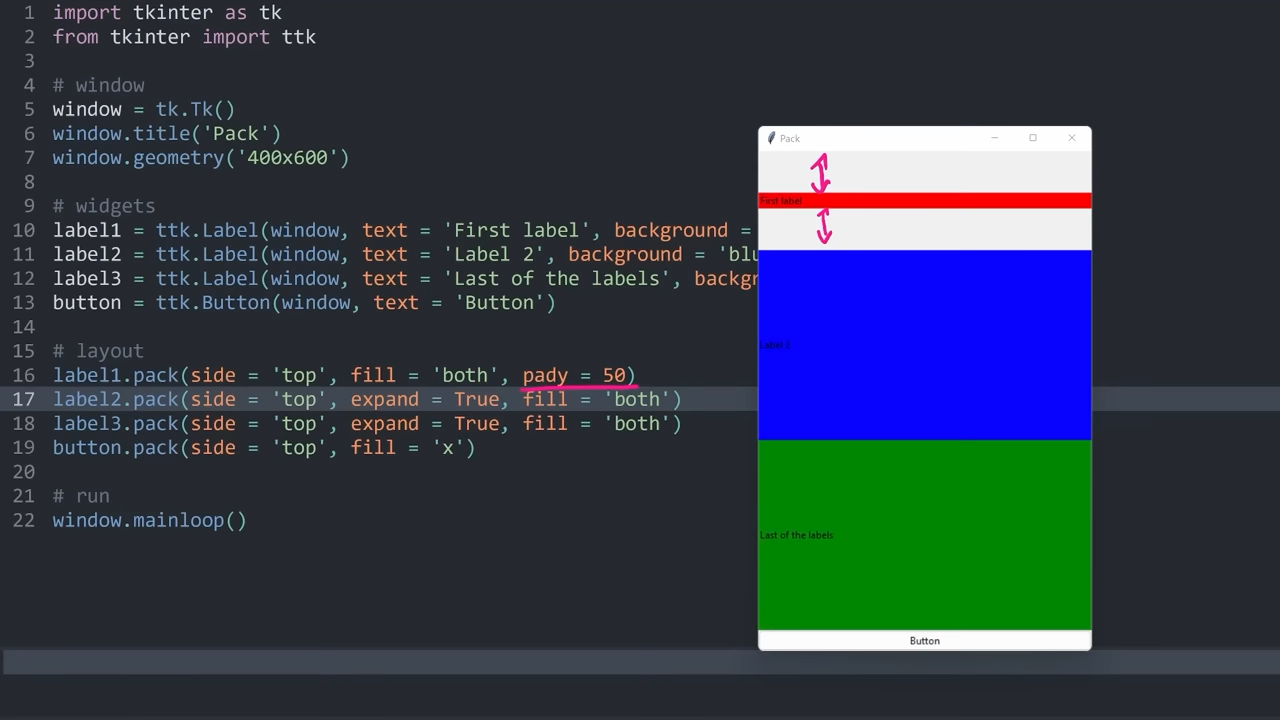 1 import tkinter as tk
2 from tkinter import ttk
3
4 # window
5 window = tk.Tk()
6 window.title('Pack')
7 window.geometry('400x600')
8
9 # widgets
10 label1 = ttk.Label(window, text = 'First label', background =
11 label2 = ttk.Label(window, text = 'Label 2', background = 'blu
12 label3 = ttk.Label(window, text = 'Last of the labels', backgr
13 button = ttk.Button(window, text = 'Button')
14
15 # layout
16 label1.pack(side = 'top', fill = 'both', pady = 50)
17 label2.pack(side = 'top', expand = True, fill = 'both')
18 label3.pack(side = 'top', expand = True, fill = 'both')
19 button.pack(side = 'top', fill = 'x')
20
21 # run
22 window.mainloop()
Pack
First label
Label 2
Last of the labels
Button